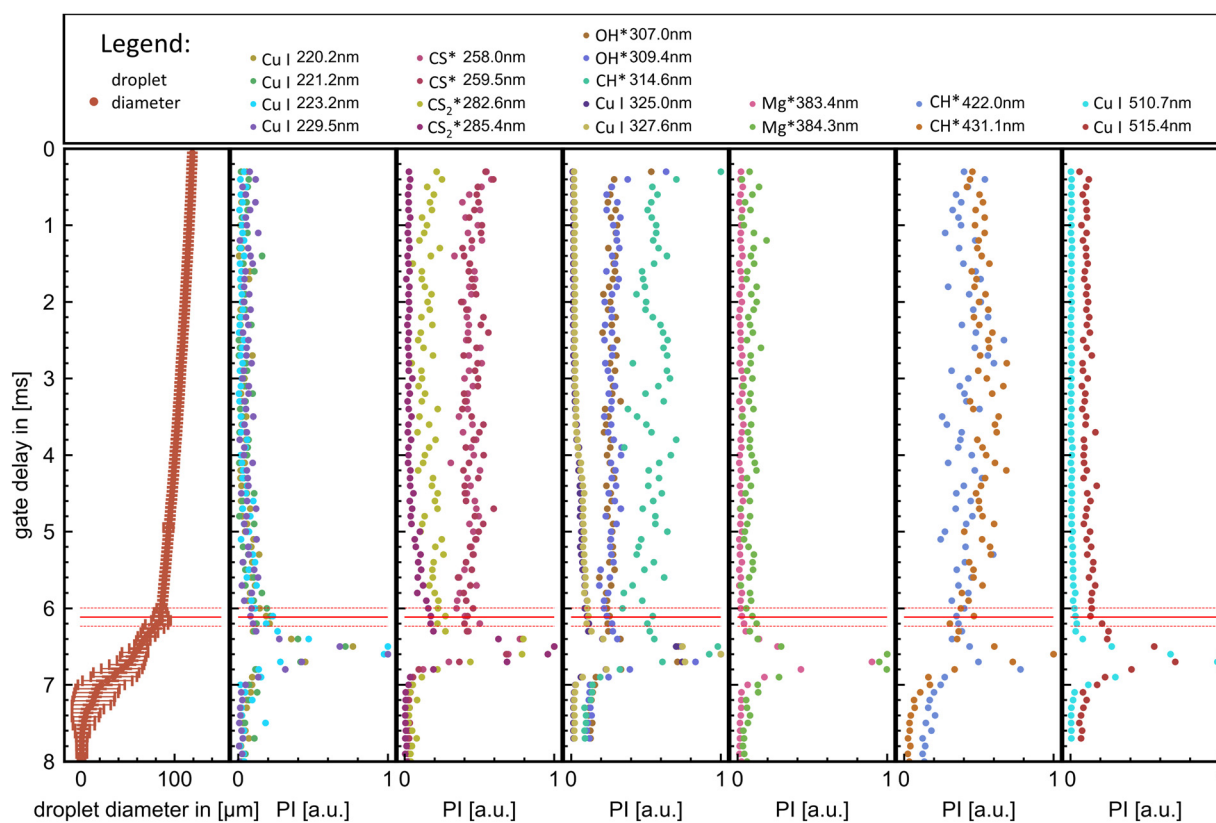 Legend:
droplet
diameter
Cu I 220.2nm
Cu I 221.2nm
Cu I 223.2nm
Cu I 229.5nm
CS* 258.0nm
CS* 259.5nm
CS₂* 282.6nm
CS₂* 285.4nm
OH* 307.0nm
OH* 309.4nm
CH* 314.6nm
Cu I 325.0nm
Cu I 327.6nm
Mg* 383.4nm
Mg* 384.3nm
CH* 422.0nm
CH* 431.1nm
Cu I 510.7nm
Cu I 515.4nm
gate delay in [ms]
0
1
2
3
4
5
6
7
8
0 100 0 1 0 1 0 1 0 1 0 1 0
droplet diameter in [µm] PI [a.u.] PI [a.u.] PI [a.u.] PI [a.u.] PI [a.u.] PI [a.u.]